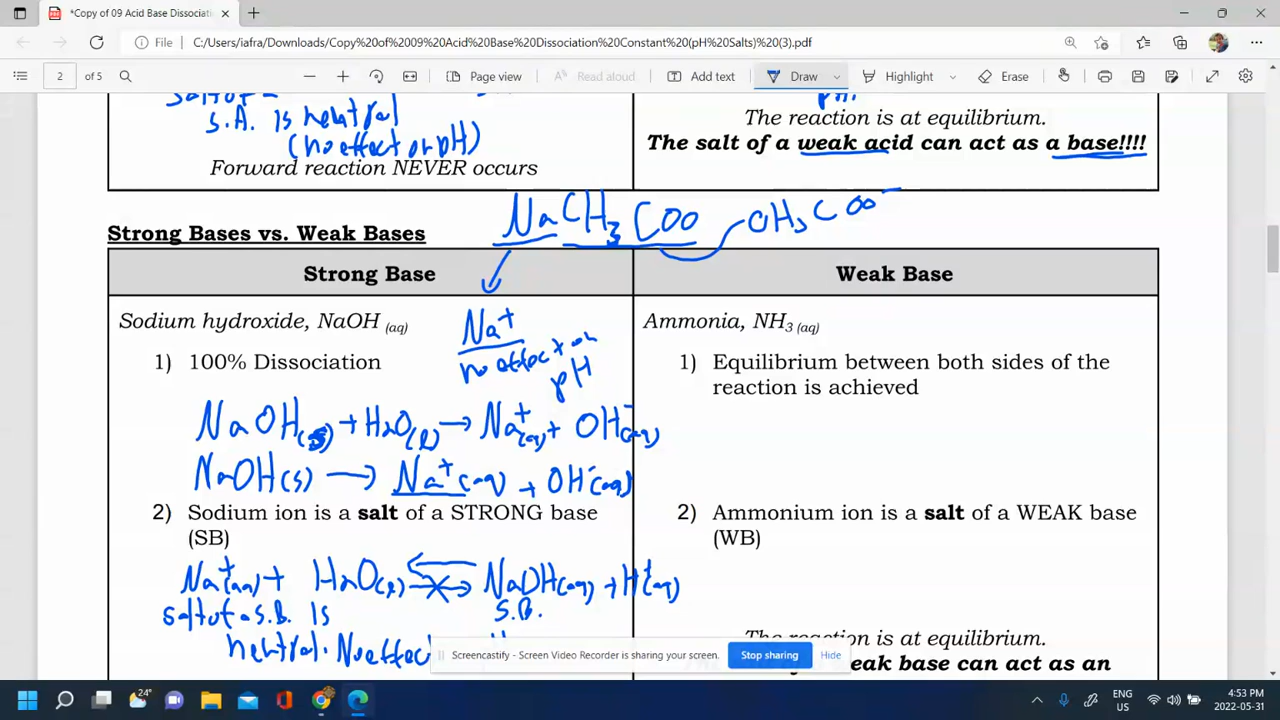 *Copy of 09 Acid Base Dissociati
C:/Users/iafra/Downloads/Copy%20of%2009%20Acid%20Base%20Dissociation%20Constant%20(pH%20Salts)%20(3).pdf
2 of 5
Page view
Read aloud
Add text
Draw
Highlight
Erase
S.A. is neutral
(no effect on pH)
Forward reaction NEVER occurs
pH.
The reaction is at equilibrium.
The salt of a weak acid can act as a base!!!!
NaCH3COO CH3COO-
Strong Bases vs. Weak Bases
Strong Base
Weak Base
Sodium hydroxide, NaOH (aq)
Na+
no effect on
pH
1) 100% Dissociation
NaOH(s) + H2O(l) → Na+(aq) + OH-(aq)
NaOH(s) → Na+(aq) + OH-(aq)
2) Sodium ion is a salt of a STRONG base
(SB)
Na+(aq) + H2O(l) NaOH(aq) + H+(aq)
salt of a S.B. is S.B.
neutral. No effect
Ammonia, NH3 (aq)
1) Equilibrium between both sides of the
reaction is achieved
2) Ammonium ion is a salt of a WEAK base
(WB)
The reaction is at equilibrium.
weak base can act as an
Screencastify - Screen Video Recorder is sharing your screen.
Stop sharing
Hide
24°
ENG
US
4:53 PM
2022-05-31